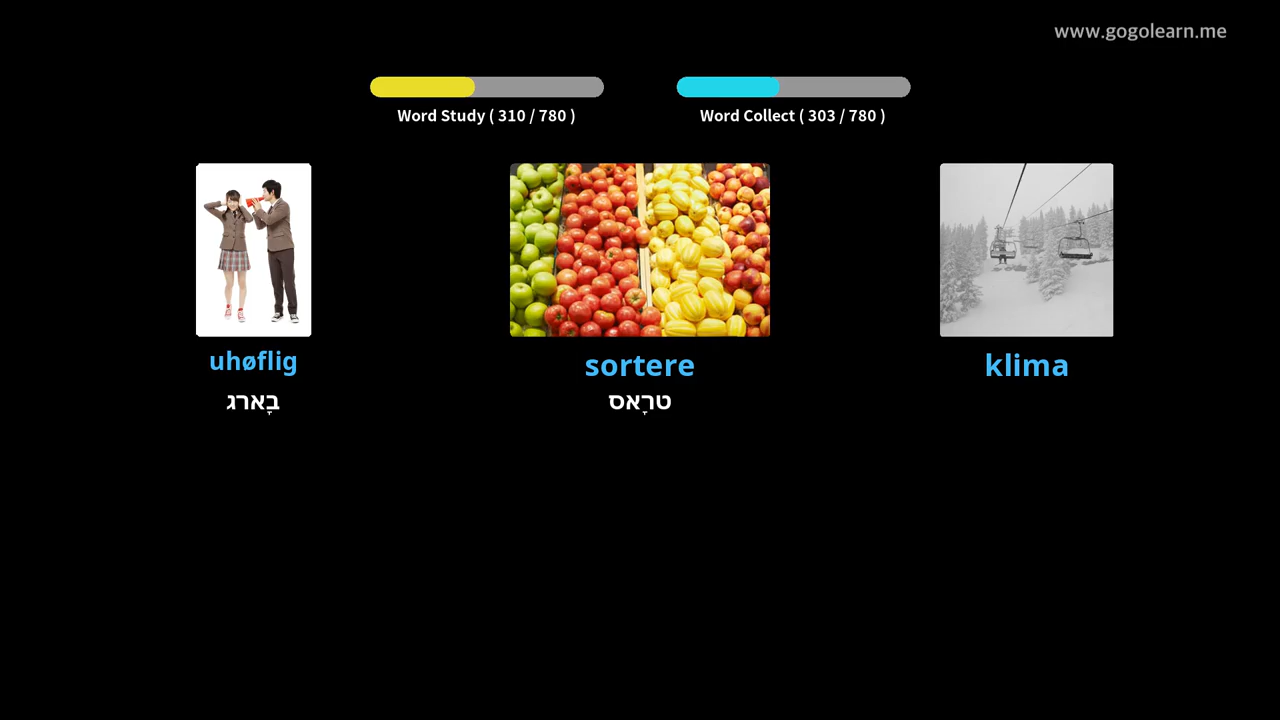 www.gogolearn.me
Word Study ( 310 / 780 )
Word Collect ( 303 / 780 )
uhøflig
sortere
klima
בָארג
טרָאס